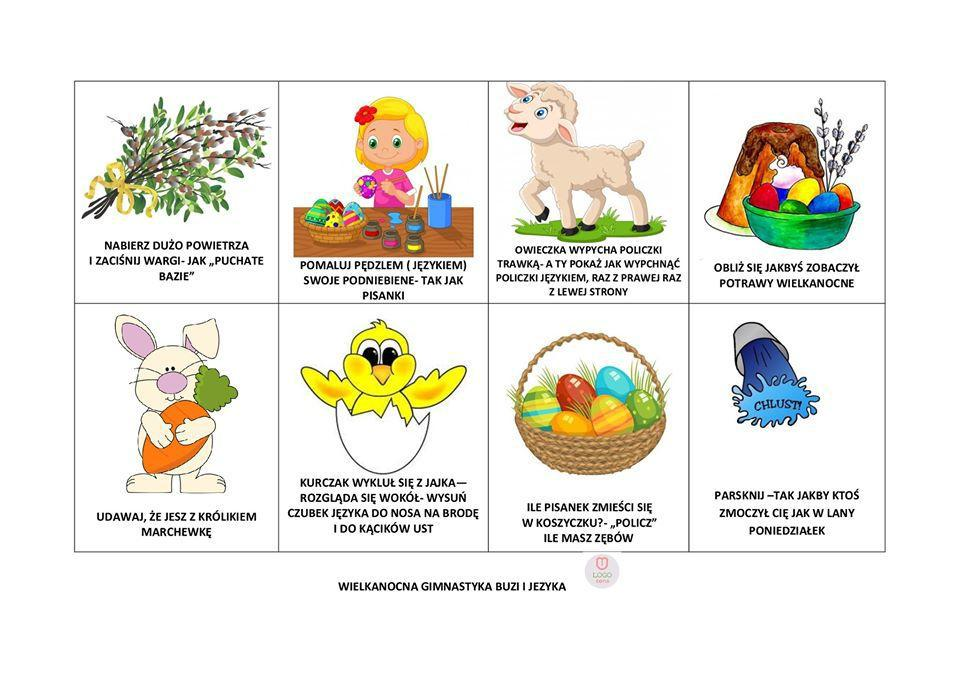 NABIERZ DUŻO POWIETRZA
I ZACIŚNIJ WARGI- JAK „PUCHATE
BAZIE”
POMALUJ PĘDZLEM ( JĘZYKIEM)
SWOJE PODNIEBIENE- TAK JAK
PISANKI
OWIECZKA WYPYCHA POLICZKI
TRAWKĄ- A TY POKAŻ JAK WYPCHNĄĆ
POLICZKI JĘZYKIEM, RAZ Z PRAWEJ RAZ
Z LEWEJ STRONY
OBLIŻ SIĘ JAKBYŚ ZOBACZYŁ
POTRAWY WIELKANOCNE
UDAWAJ, ŻE JESZ Z KRÓLIKIEM
MARCHEWKĘ
KURCZAK WYKLUŁ SIĘ Z JAJKA—
ROZGLĄDA SIĘ WOKÓŁ- WYSUŃ
CZUBEK JĘZYKA DO NOSA NA BRODĘ
I DO KĄCIKÓW UST
ILE PISANEK ZMIEŚCI SIĘ
W KOSZYCZKU?- „POLICZ”
ILE MASZ ZĘBÓW
CHLUST!
PARSKNIJ –TAK JAKBY KTOŚ
ZMOCZYŁ CIĘ JAK W LANY
PONIEDZIAŁEK
WIELKANOCNA GIMNASTYKA BUZI I JEZYKA
LOGO